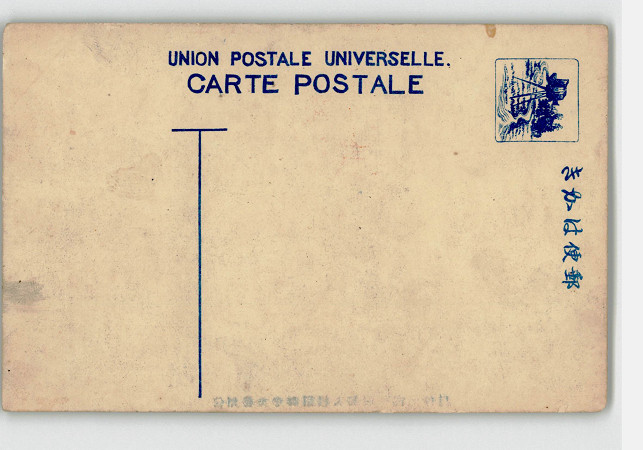 UNION POSTALE UNIVERSELLE.
CARTE POSTALE
きかは便郵